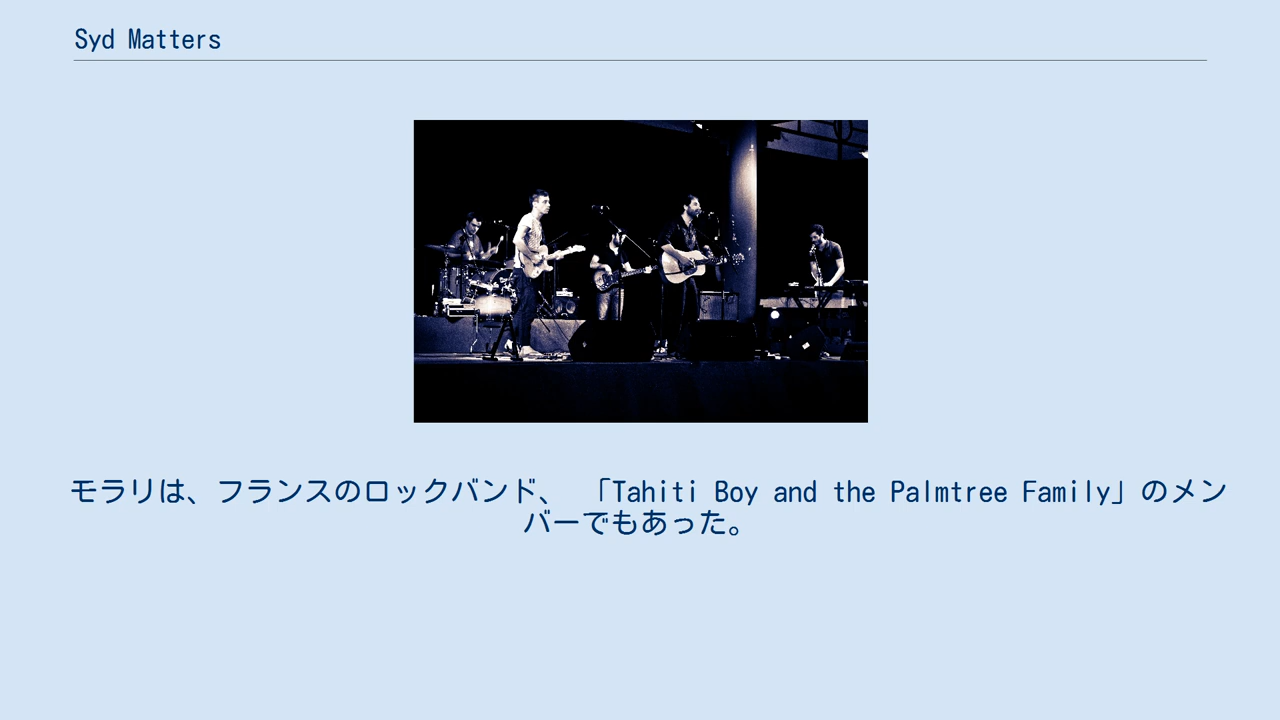 Syd Matters
モラリは、フランスのロックバンド、 「Tahiti Boy and the Palmtree Family」のメン
バーでもあった。